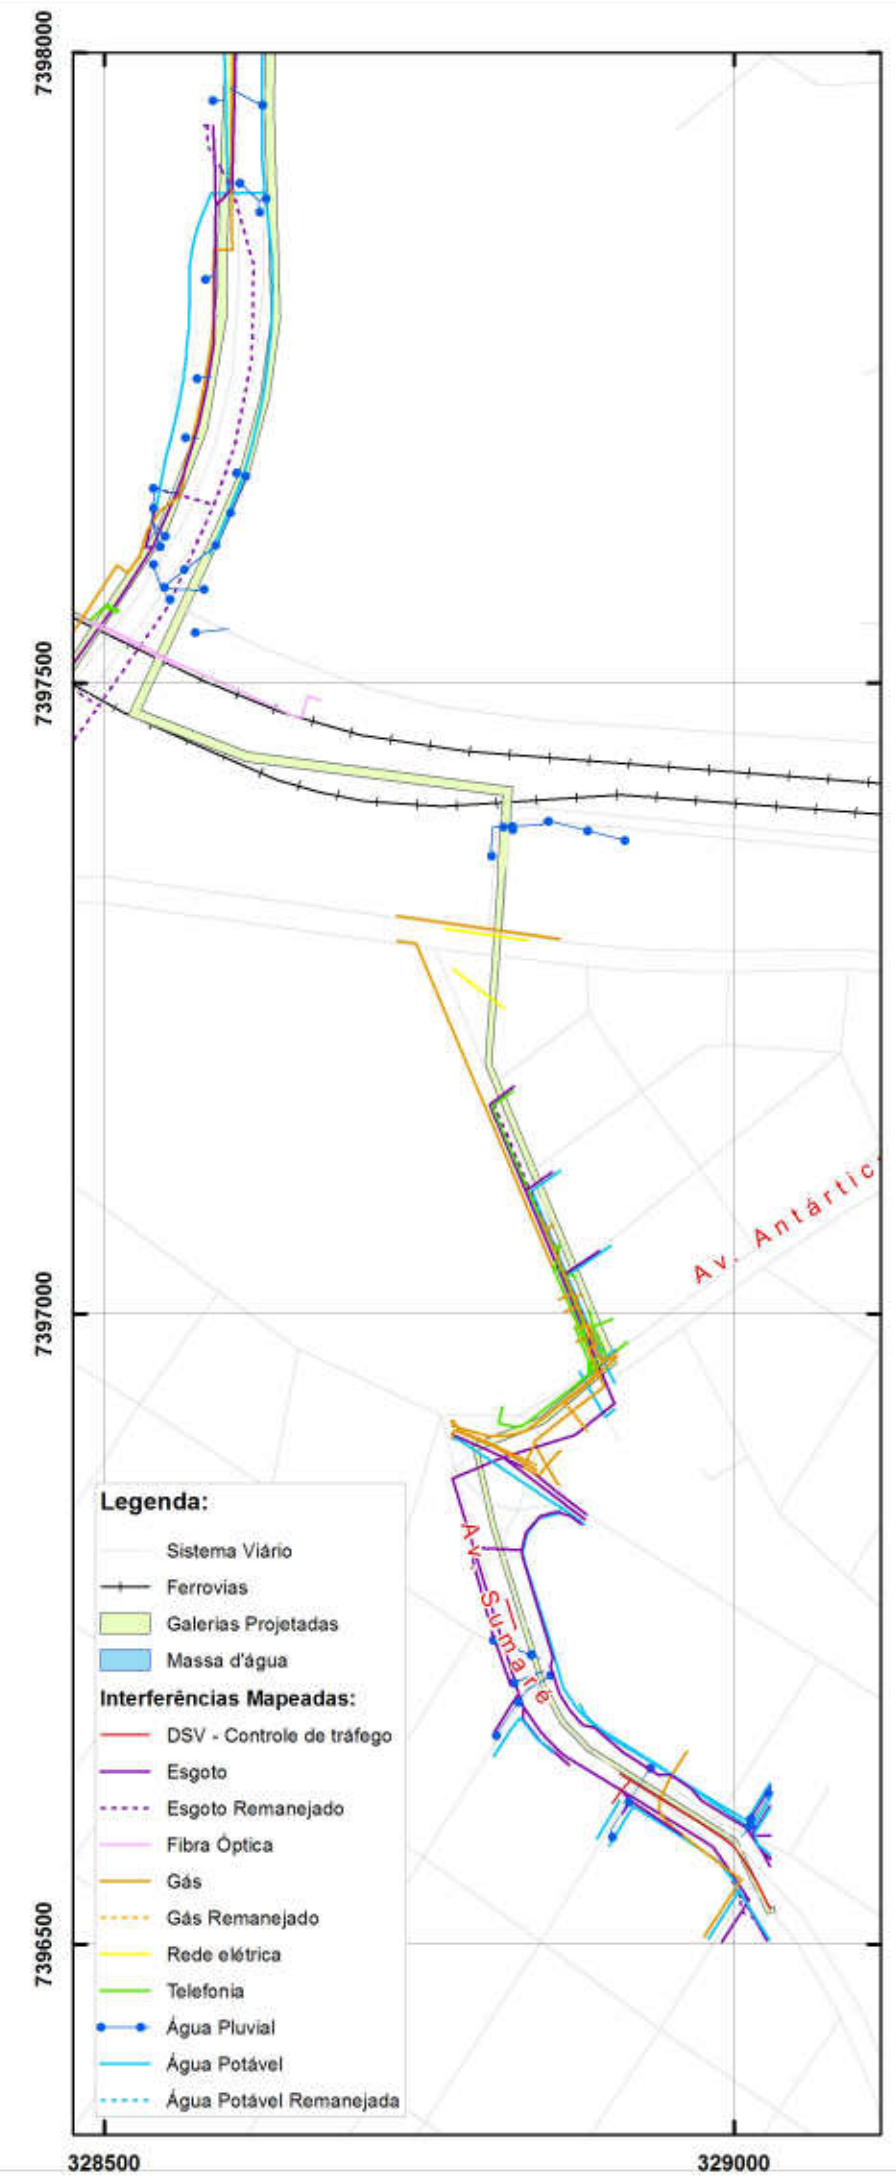 7398000
7397500
Av. Antártic
7397000
Legenda:
Sistema Viário
Ferrovias
Galerias Projetadas
Massa d'água
Interferências Mapeadas:
DSV - Controle de tráfego
Esgoto
Esgoto Remanejado
Fibra Óptica
Gás
Gás Remanejado
Rede elétrica
Telefonia
Água Pluvial
Água Potável
Água Potável Remanejada
Av. Sumaré
7396500
328500
329000